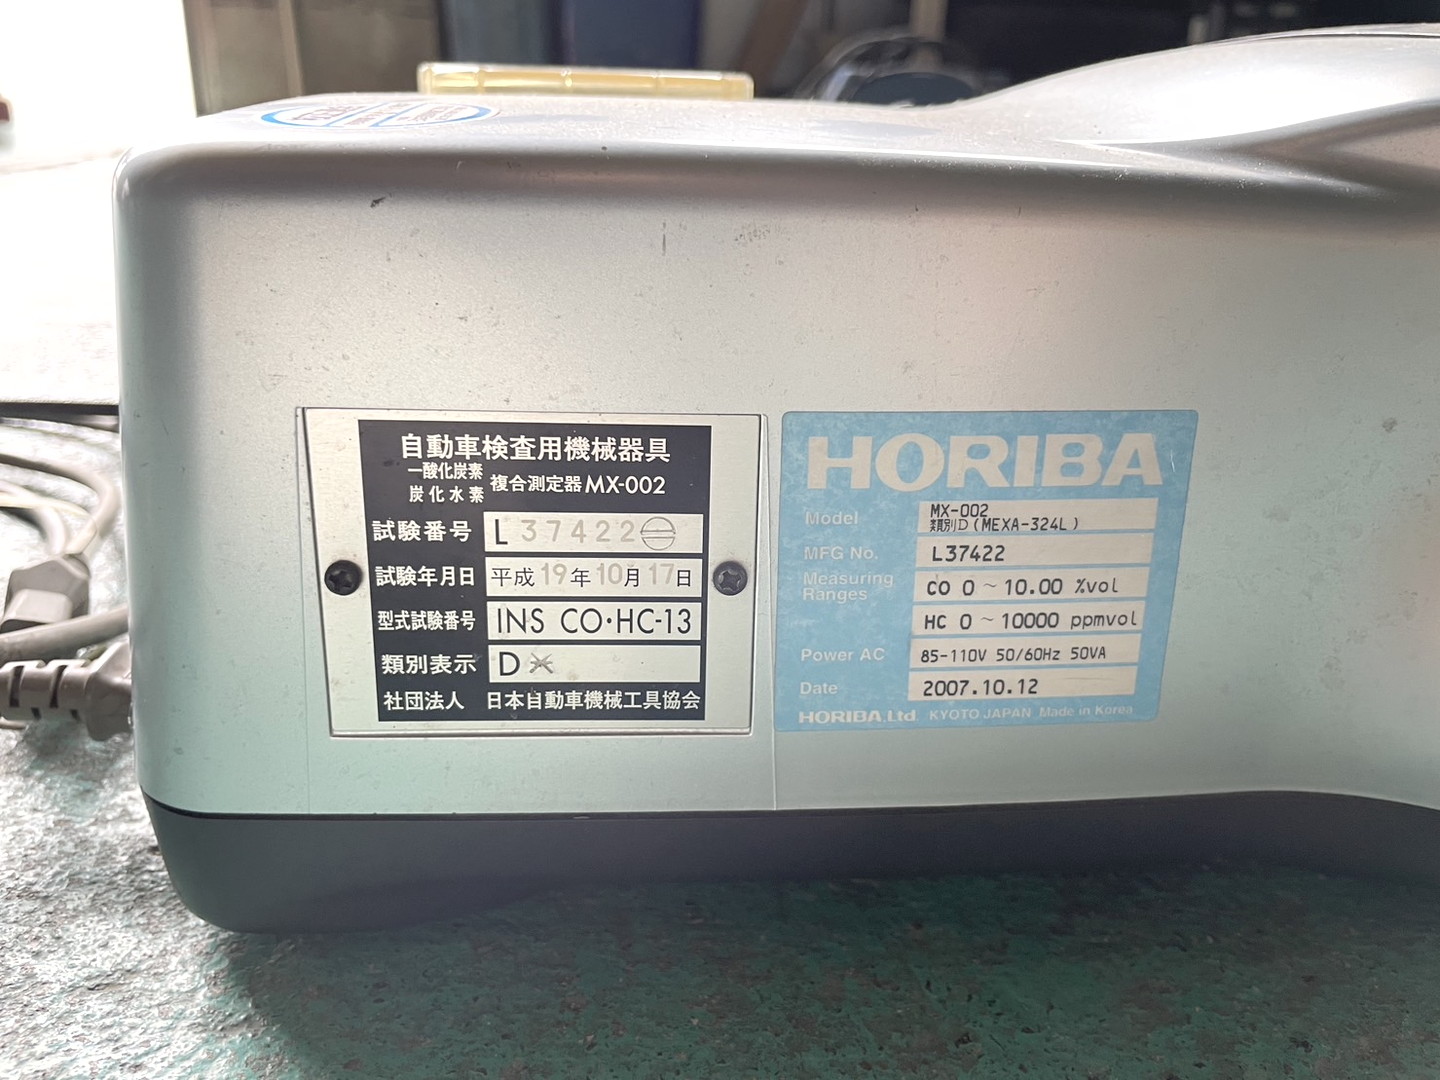 自動車検査用機械器具
一酸化炭素
炭化水素 複合測定器 MX-002
試験番号 L 37422
試験年月日 平成 19年 10月 17日
型式試験番号 INS CO・HC-13
類別表示 D
社団法人 日本自動車機械工具協会
HORIBA
Model MX-002
類別D (MEXA-324L)
MFG No. L37422
Measuring Ranges CO 0 ~ 10.00 %vol
HC 0 ~ 10000 ppmvol
Power AC 85-110V 50/60Hz 50VA
Date 2007.10.12
HORIBA,Ltd. KYOTO JAPAN Made in Korea